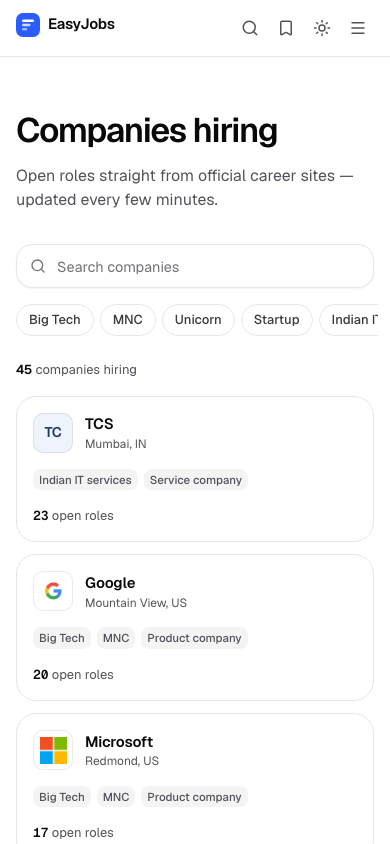 EasyJobs
Companies hiring
Open roles straight from official career sites —
updated every few minutes.
Search companies
Big Tech
MNC
Unicorn
Startup
Indian IT
45 companies hiring
TC
TCS
Mumbai, IN
Indian IT services
Service company
23 open roles
Google
Mountain View, US
Big Tech
MNC
Product company
20 open roles
Microsoft
Redmond, US
Big Tech
MNC
Product company
17 open roles